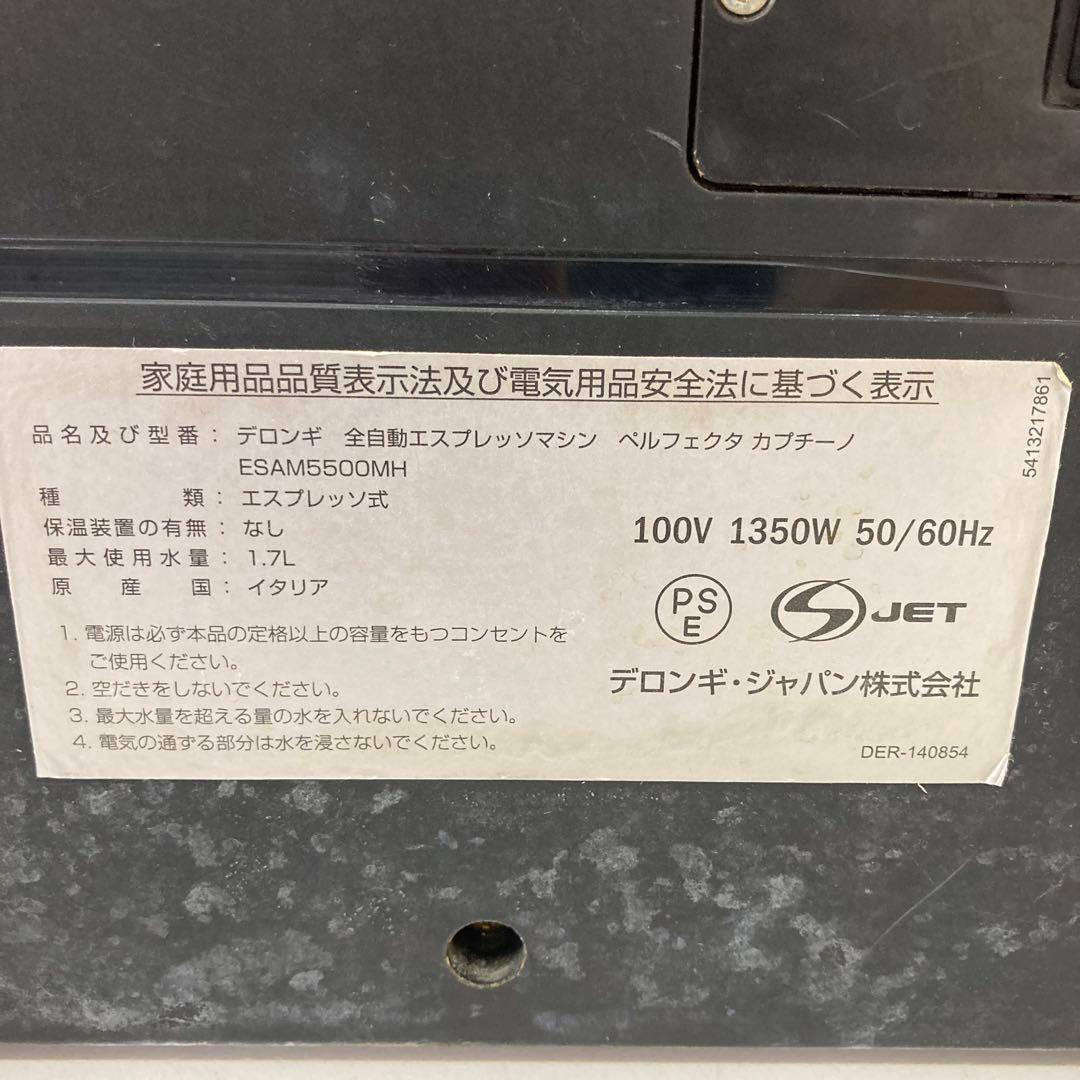 家庭用品品質表示法及び電気用品安全法に基づく表示
品名及び型番：デロンギ 全自動エスプレッソマシン ペルフェクタ カプチーノ
ESAM5500MH
種類：エスプレッソ式
保温装置の有無：なし
最大使用水量：1.7L
原産国：イタリア
1. 電源は必ず本品の定格以上の容量をもつコンセントを
ご使用ください。
2. 空だきをしないでください。
3. 最大水量を超える量の水を入れないでください。
4. 電気の通ずる部分は水を浸さないでください。
100V 1350W 50/60Hz
PS
E
S JET
デロンギ・ジャパン株式会社
DER-140854
5413217861